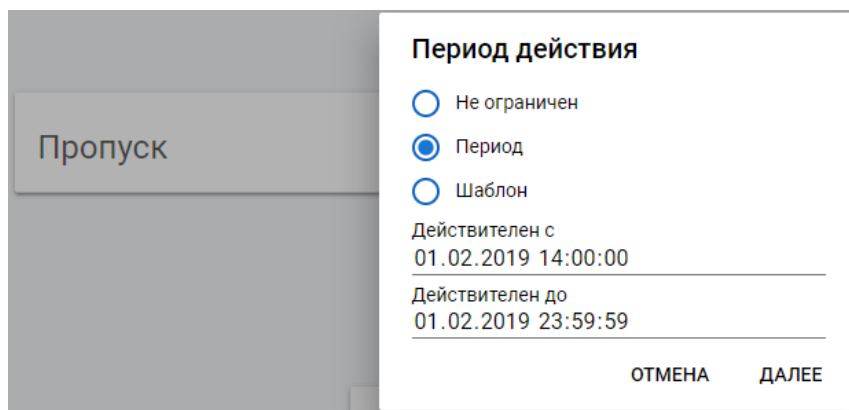 Пропуск
Период действия
Не ограничен
Период
Шаблон
Действителен с
01.02.2019 14:00:00
Действителен до
01.02.2019 23:59:59
ОТМЕНА ДАЛЕЕ